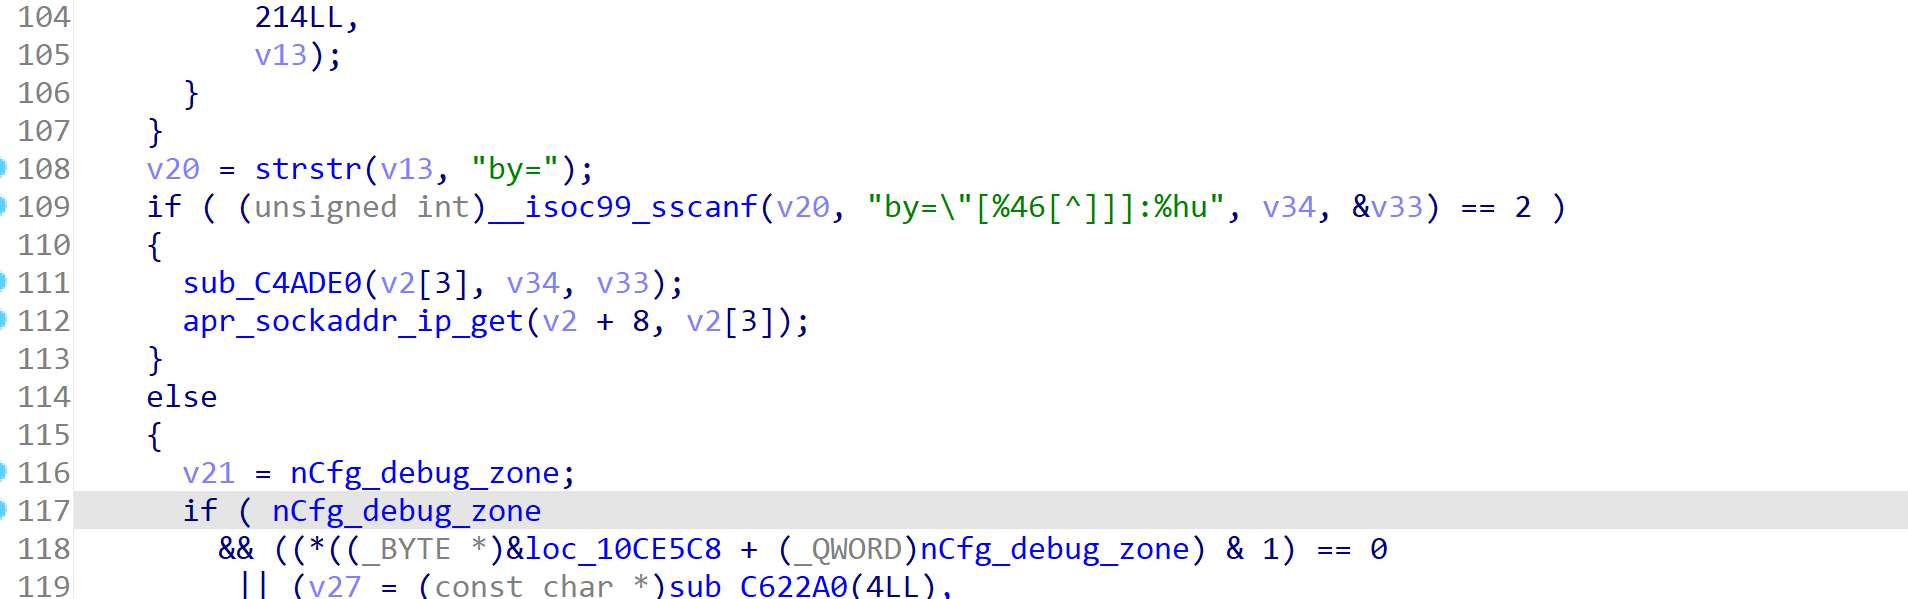 104 214LL,
105 v13);
106 }
107 }
108 v20 = strstr(v13, "by=");
109 if ( (unsigned int)__isoc99_sscanf(v20, "by=\"[%46[^]]]:%hu", v34, &v33) == 2 )
110 {
111 sub_C4ADE0(v2[3], v34, v33);
112 apr_sockaddr_ip_get(v2 + 8, v2[3]);
113 }
114 else
115 {
116 v21 = nCfg_debug_zone;
117 if ( nCfg_debug_zone
118 && ((*((_BYTE *)&loc_10CE5C8 + (_QWORD)nCfg_debug_zone) & 1) == 0
119 || (v27 = (const char *)sub_C622A0(4LL),